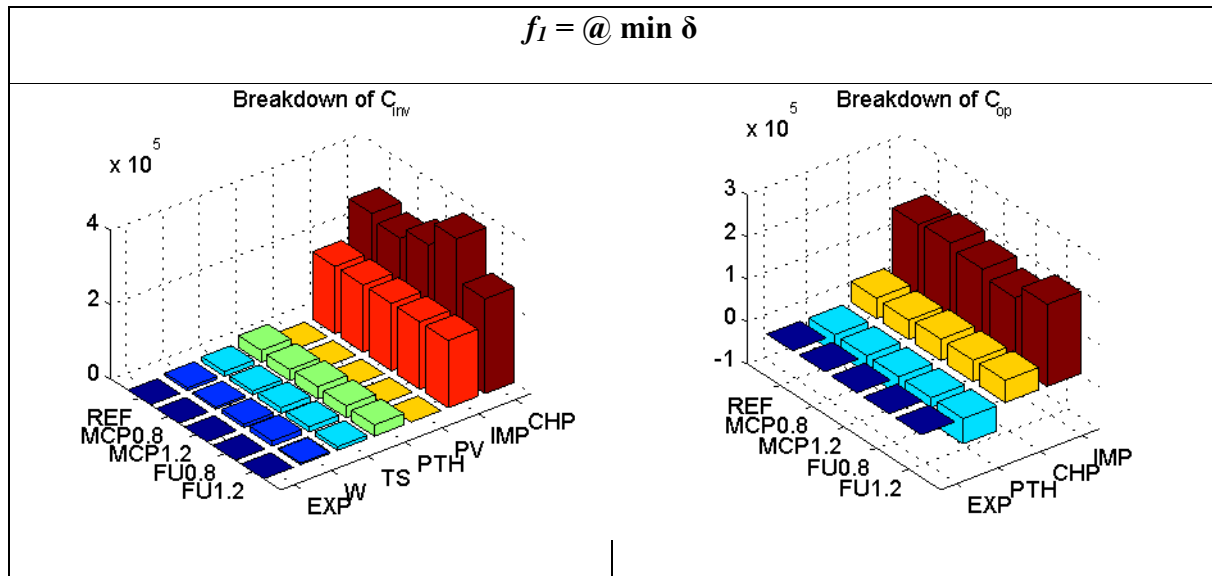 f1 = @ min δ
Breakdown of Cinv
x 10^5
4
2
0
REF
MCP0.8
MCP1.2
FU0.8
FU1.2
EXP
W
TS
PTH
PV
IMP
CHP
Breakdown of Cop
x 10^5
3
2
1
0
-1
REF
MCP0.8
MCP1.2
FU0.8
FU1.2
EXP
PTH
CHP
IMP